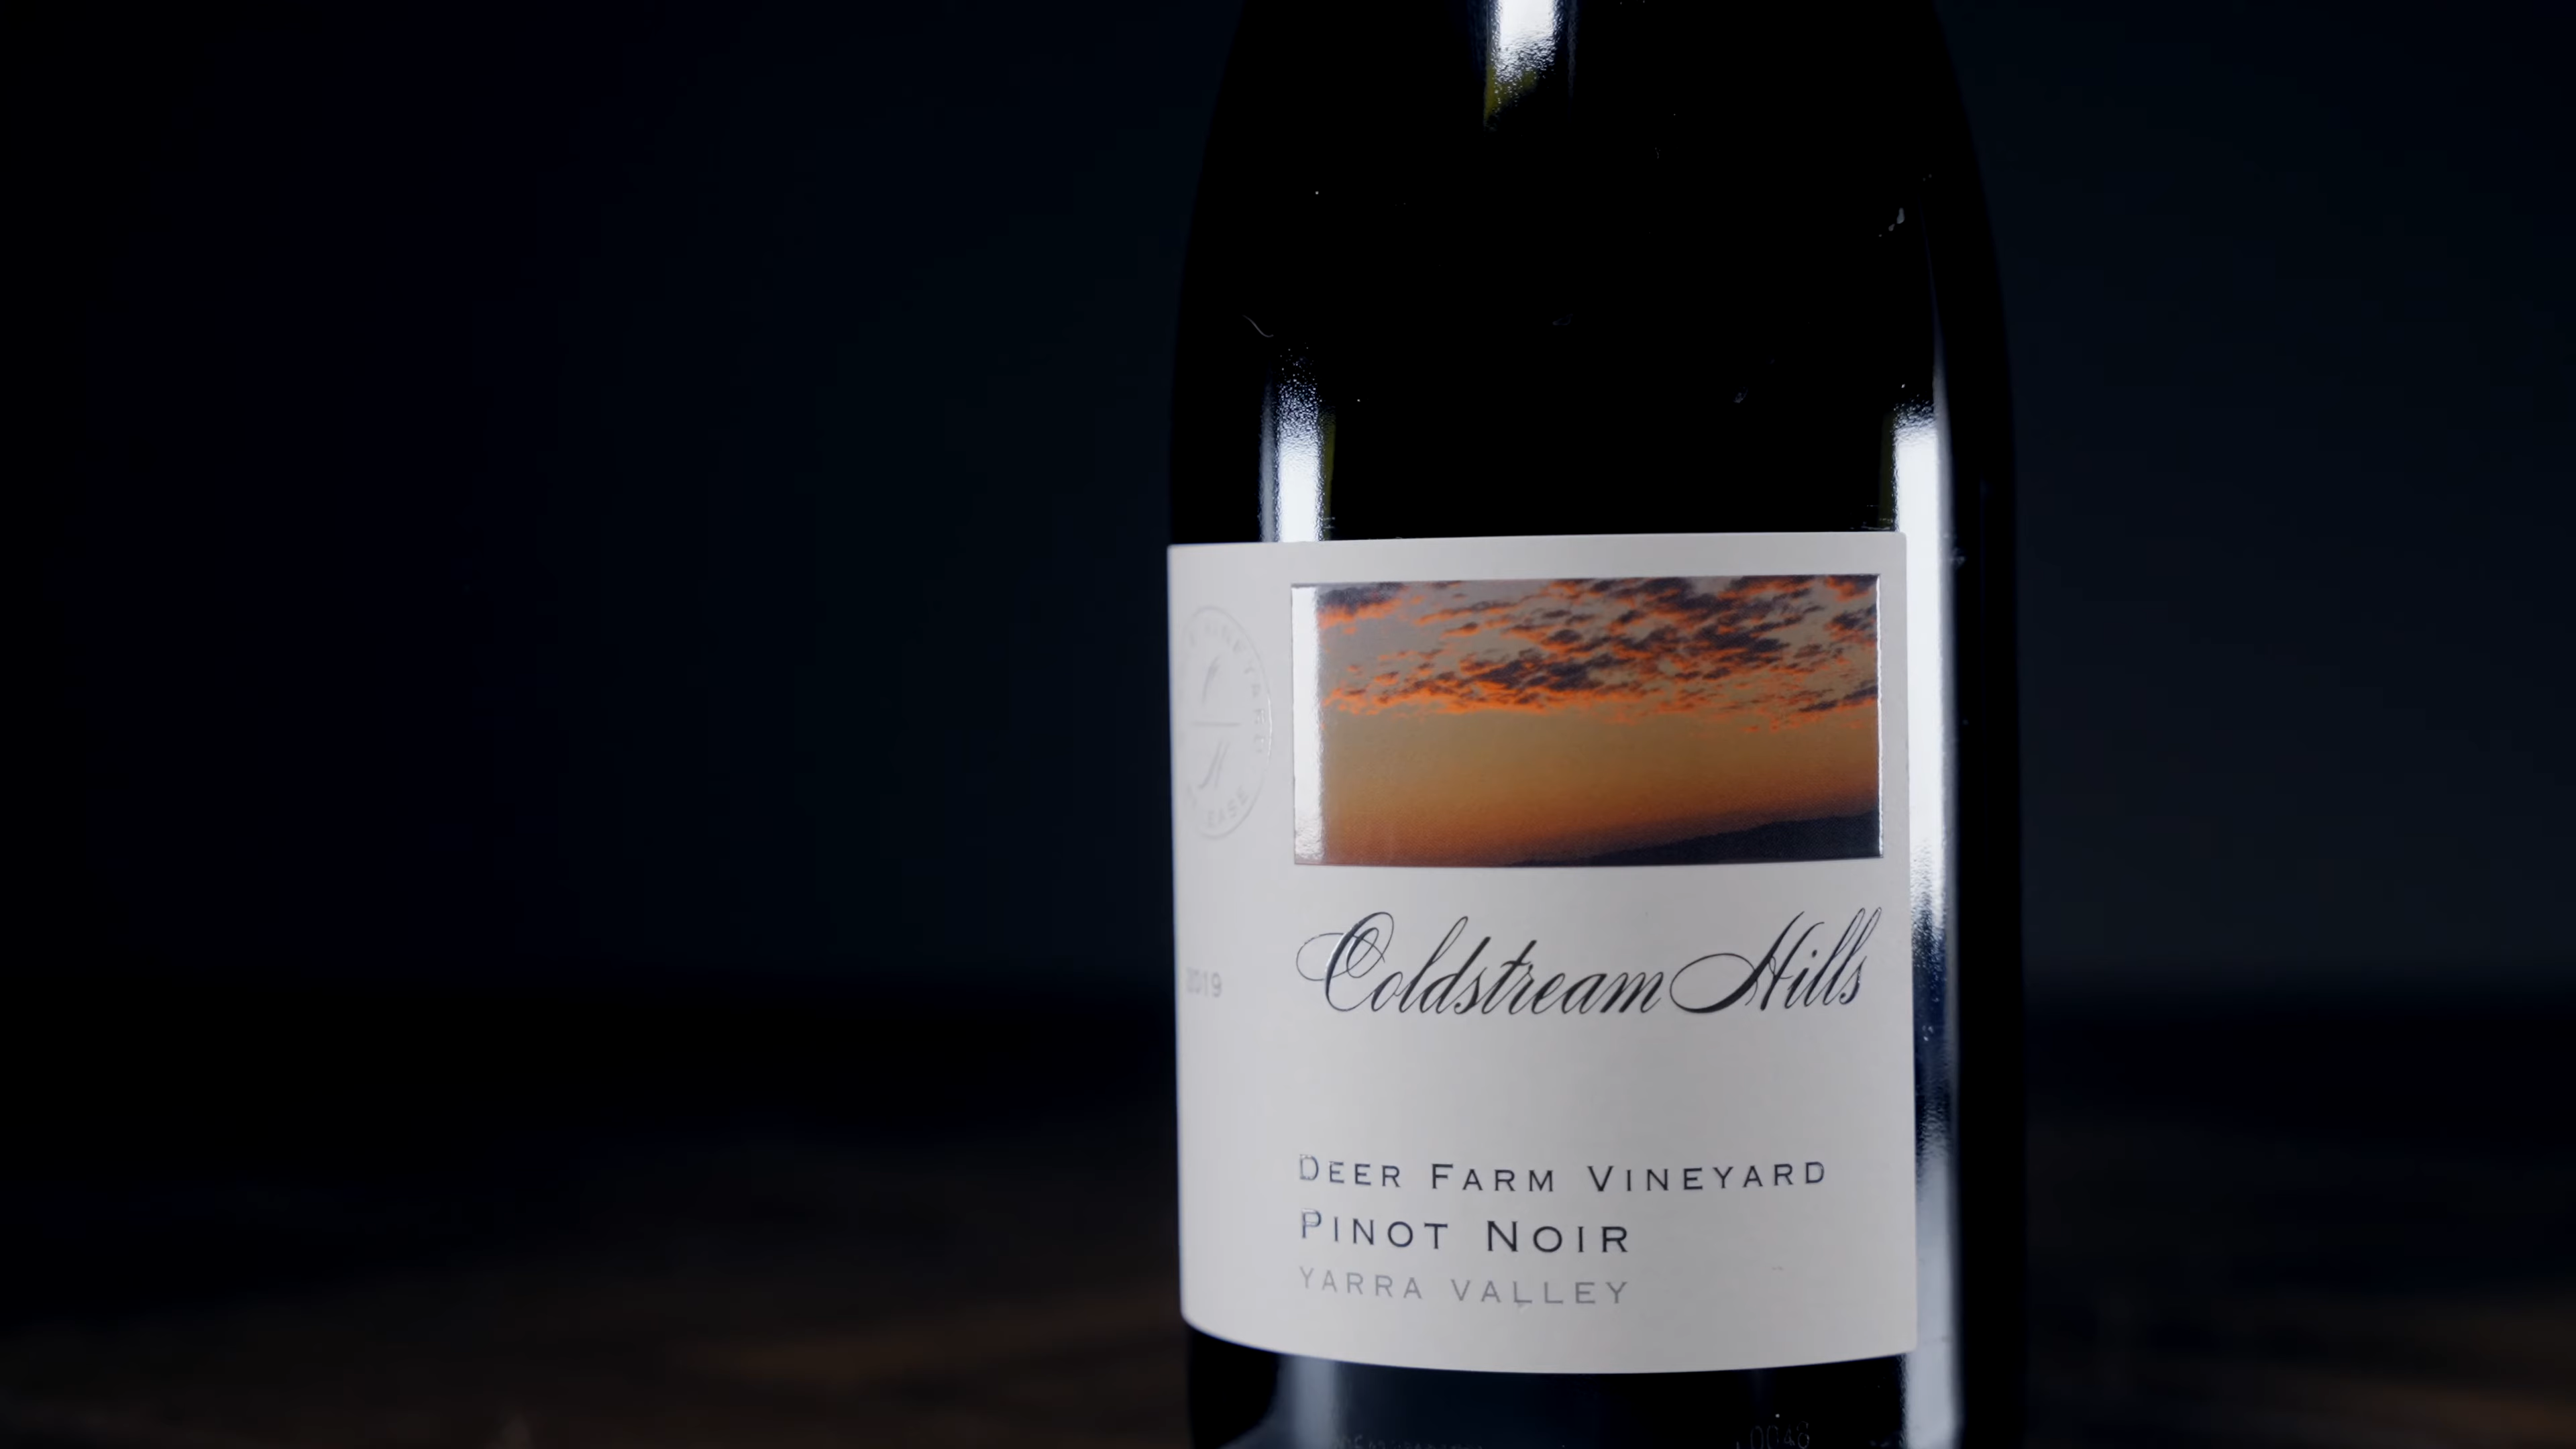 2019
Coldstream Hills
DEER FARM VINEYARD
PINOT NOIR
YARRA VALLEY